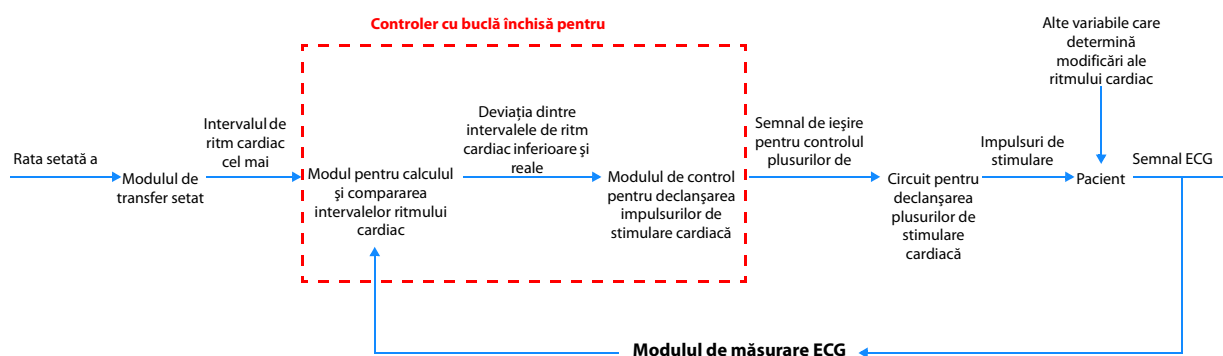 Controler cu buclă închisă pentru
Alte variabile care
determină
modificări ale
ritmului cardiac
Rata setată a
Modulul de
transfer setat
Intervalul de
ritm cardiac
cel mai
Modul pentru calculul
și compararea
intervalelor ritmului
cardiac
Deviația dintre
intervalele de ritm
cardiac inferioare și
reale
Modulul de control
pentru declanșarea
impulsurilor de
stimulare cardiacă
Semnal de ieșire
pentru controlul
plusurilor de
Circuit pentru
declanșarea
plusurilor de
stimulare
cardiacă
Impulsuri de
stimulare
Pacient
Semnal ECG
Modulul de măsurare ECG